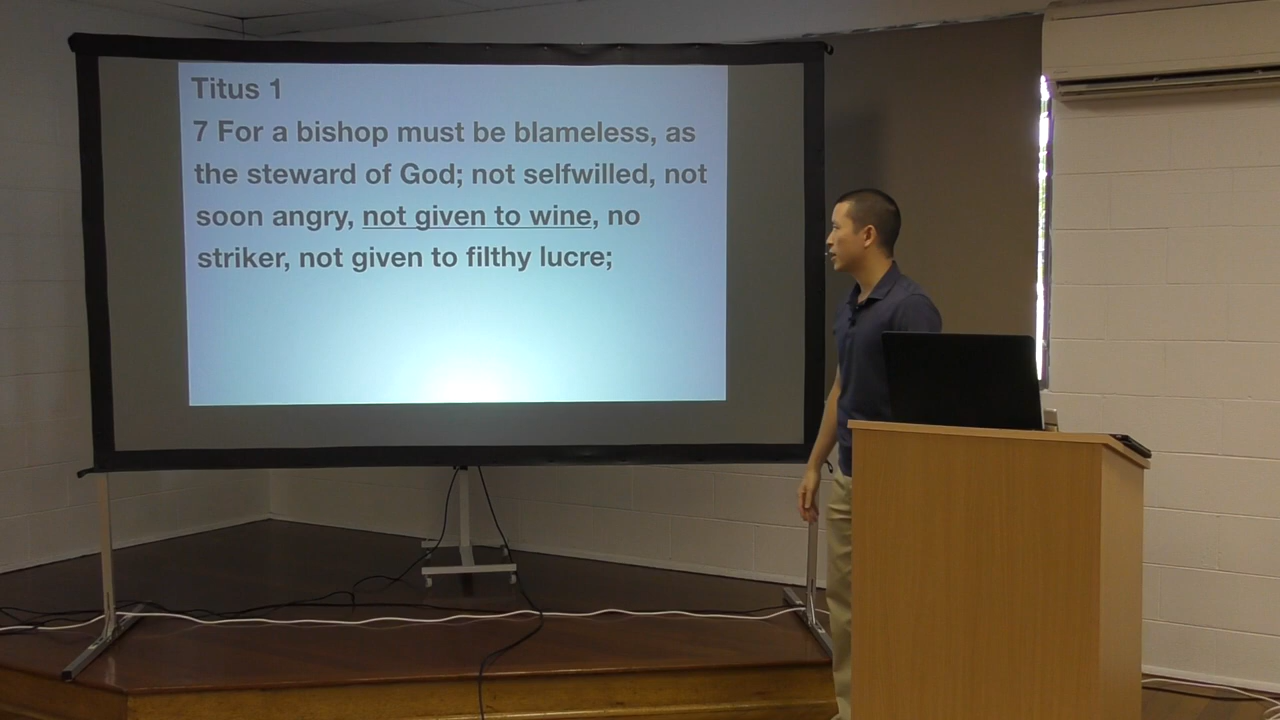 Titus 1
7 For a bishop must be blameless, as
the steward of God; not selfwilled, not
soon angry, not given to wine, no
striker, not given to filthy lucre;